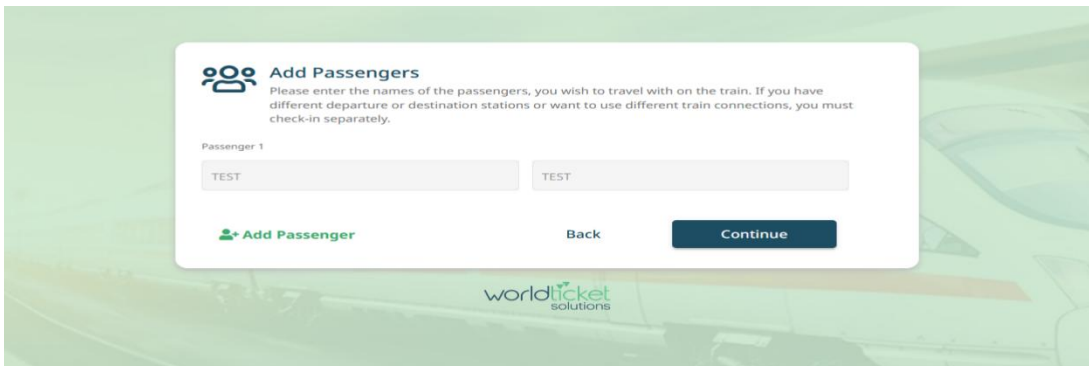 Add Passengers
Please enter the names of the passengers, you wish to travel with on the train. If you have
different departure or destination stations or want to use different train connections, you must
check-in separately.
Passenger 1
TEST TEST
Add Passenger Back Continue
worldticket
solutions